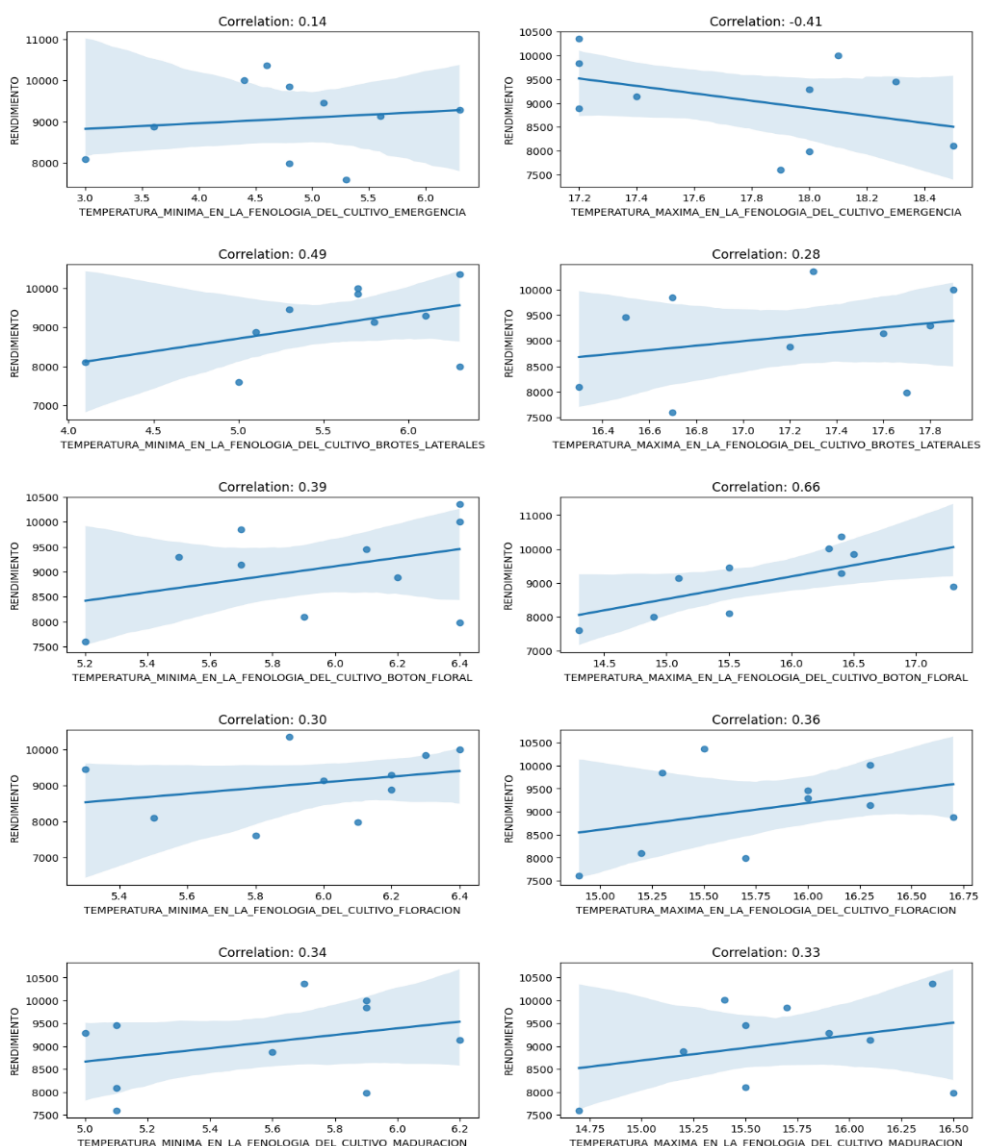 Correlation: 0.14
Correlation: -0.41
11000
10000
9000
8000
RENDIMIENTO
3.0 3.5 4.0 4.5 5.0 5.5 6.0
TEMPERATURA_MINIMA_EN_LA_FENOLOGIA_DEL_CULTIVO_EMERGENCIA
10500
10000
9500
9000
8500
8000
7500
RENDIMIENTO
17.2 17.4 17.6 17.8 18.0 18.2 18.4
TEMPERATURA_MAXIMA_EN_LA_FENOLOGIA_DEL_CULTIVO_EMERGENCIA
Correlation: 0.49
Correlation: 0.28
10000
9000
8000
7000
RENDIMIENTO
4.0 4.5 5.0 5.5 6.0
TEMPERATURA_MINIMA_EN_LA_FENOLOGIA_DEL_CULTIVO_BROTES_LATERALES
10000
9500
9000
8500
8000
7500
RENDIMIENTO
16.4 16.6 16.8 17.0 17.2 17.4 17.6 17.8
TEMPERATURA_MAXIMA_EN_LA_FENOLOGIA_DEL_CULTIVO_BROTES_LATERALES
Correlation: 0.39
Correlation: 0.66
10500
10000
9500
9000
8500
8000
7500
RENDIMIENTO
5.2 5.4 5.6 5.8 6.0 6.2 6.4
TEMPERATURA_MINIMA_EN_LA_FENOLOGIA_DEL_CULTIVO_BOTON_FLORAL
11000
10000
9000
8000
7000
RENDIMIENTO
14.5 15.0 15.5 16.0 16.5 17.0
TEMPERATURA_MAXIMA_EN_LA_FENOLOGIA_DEL_CULTIVO_BOTON_FLORAL
Correlation: 0.30
Correlation: 0.36
10000
9000
8000
7000
RENDIMIENTO
5.4 5.6 5.8 6.0 6.2 6.4
TEMPERATURA_MINIMA_EN_LA_FENOLOGIA_DEL_CULTIVO_FLORACION
10500
10000
9500
9000
8500
8000
7500
RENDIMIENTO
15.00 15.25 15.50 15.75 16.00 16.25 16.50 16.75
TEMPERATURA_MAXIMA_EN_LA_FENOLOGIA_DEL_CULTIVO_FLORACION
Correlation: 0.34
Correlation: 0.33
10500
10000
9500
9000
8500
8000
7500
RENDIMIENTO
5.0 5.2 5.4 5.6 5.8 6.0 6.2
TEMPERATURA_MINIMA_EN_LA_FENOLOGIA_DEL_CULTIVO_MADURACION
10500
10000
9500
9000
8500
8000
7500
RENDIMIENTO
14.75 15.00 15.25 15.50 15.75 16.00 16.25 16.50
TEMPERATURA_MAXIMA_EN_LA_FENOLOGIA_DEL_CULTIVO_MADURACION